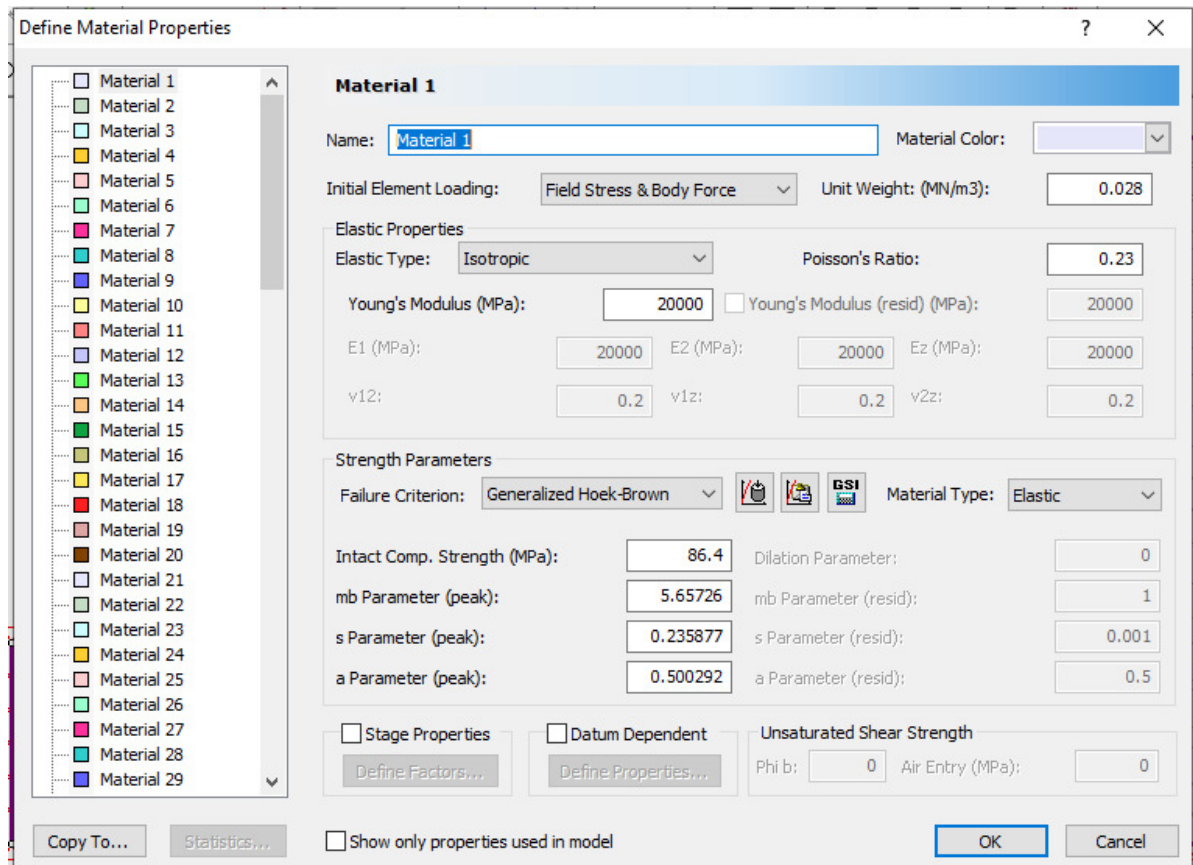 Define Material Properties
?
Material 1
Material 2
Material 3
Material 4
Material 5
Material 6
Material 7
Material 8
Material 9
Material 10
Material 11
Material 12
Material 13
Material 14
Material 15
Material 16
Material 17
Material 18
Material 19
Material 20
Material 21
Material 22
Material 23
Material 24
Material 25
Material 26
Material 27
Material 28
Material 29
Copy To...
Statistics...
Material 1
Name: Material 1 Material Color:
Initial Element Loading: Field Stress & Body Force Unit Weight: (MN/m3): 0.028
Elastic Properties
Elastic Type: Isotropic Poisson's Ratio: 0.23
Young's Modulus (MPa): 20000 Young's Modulus (resid) (MPa): 20000
E1 (MPa): 20000 E2 (MPa): 20000 Ez (MPa): 20000
v12: 0.2 v1z: 0.2 v2z: 0.2
Strength Parameters
Failure Criterion: Generalized Hoek-Brown GSI Material Type: Elastic
Intact Comp. Strength (MPa): 86.4 Dilation Parameter: 0
mb Parameter (peak): 5.65726 mb Parameter (resid): 1
s Parameter (peak): 0.235877 s Parameter (resid): 0.001
a Parameter (peak): 0.500292 a Parameter (resid): 0.5
Stage Properties
Define Factors...
Datum Dependent
Define Properties...
Unsaturated Shear Strength
Phi b: 0 Air Entry (MPa): 0
Show only properties used in model
OK
Cancel